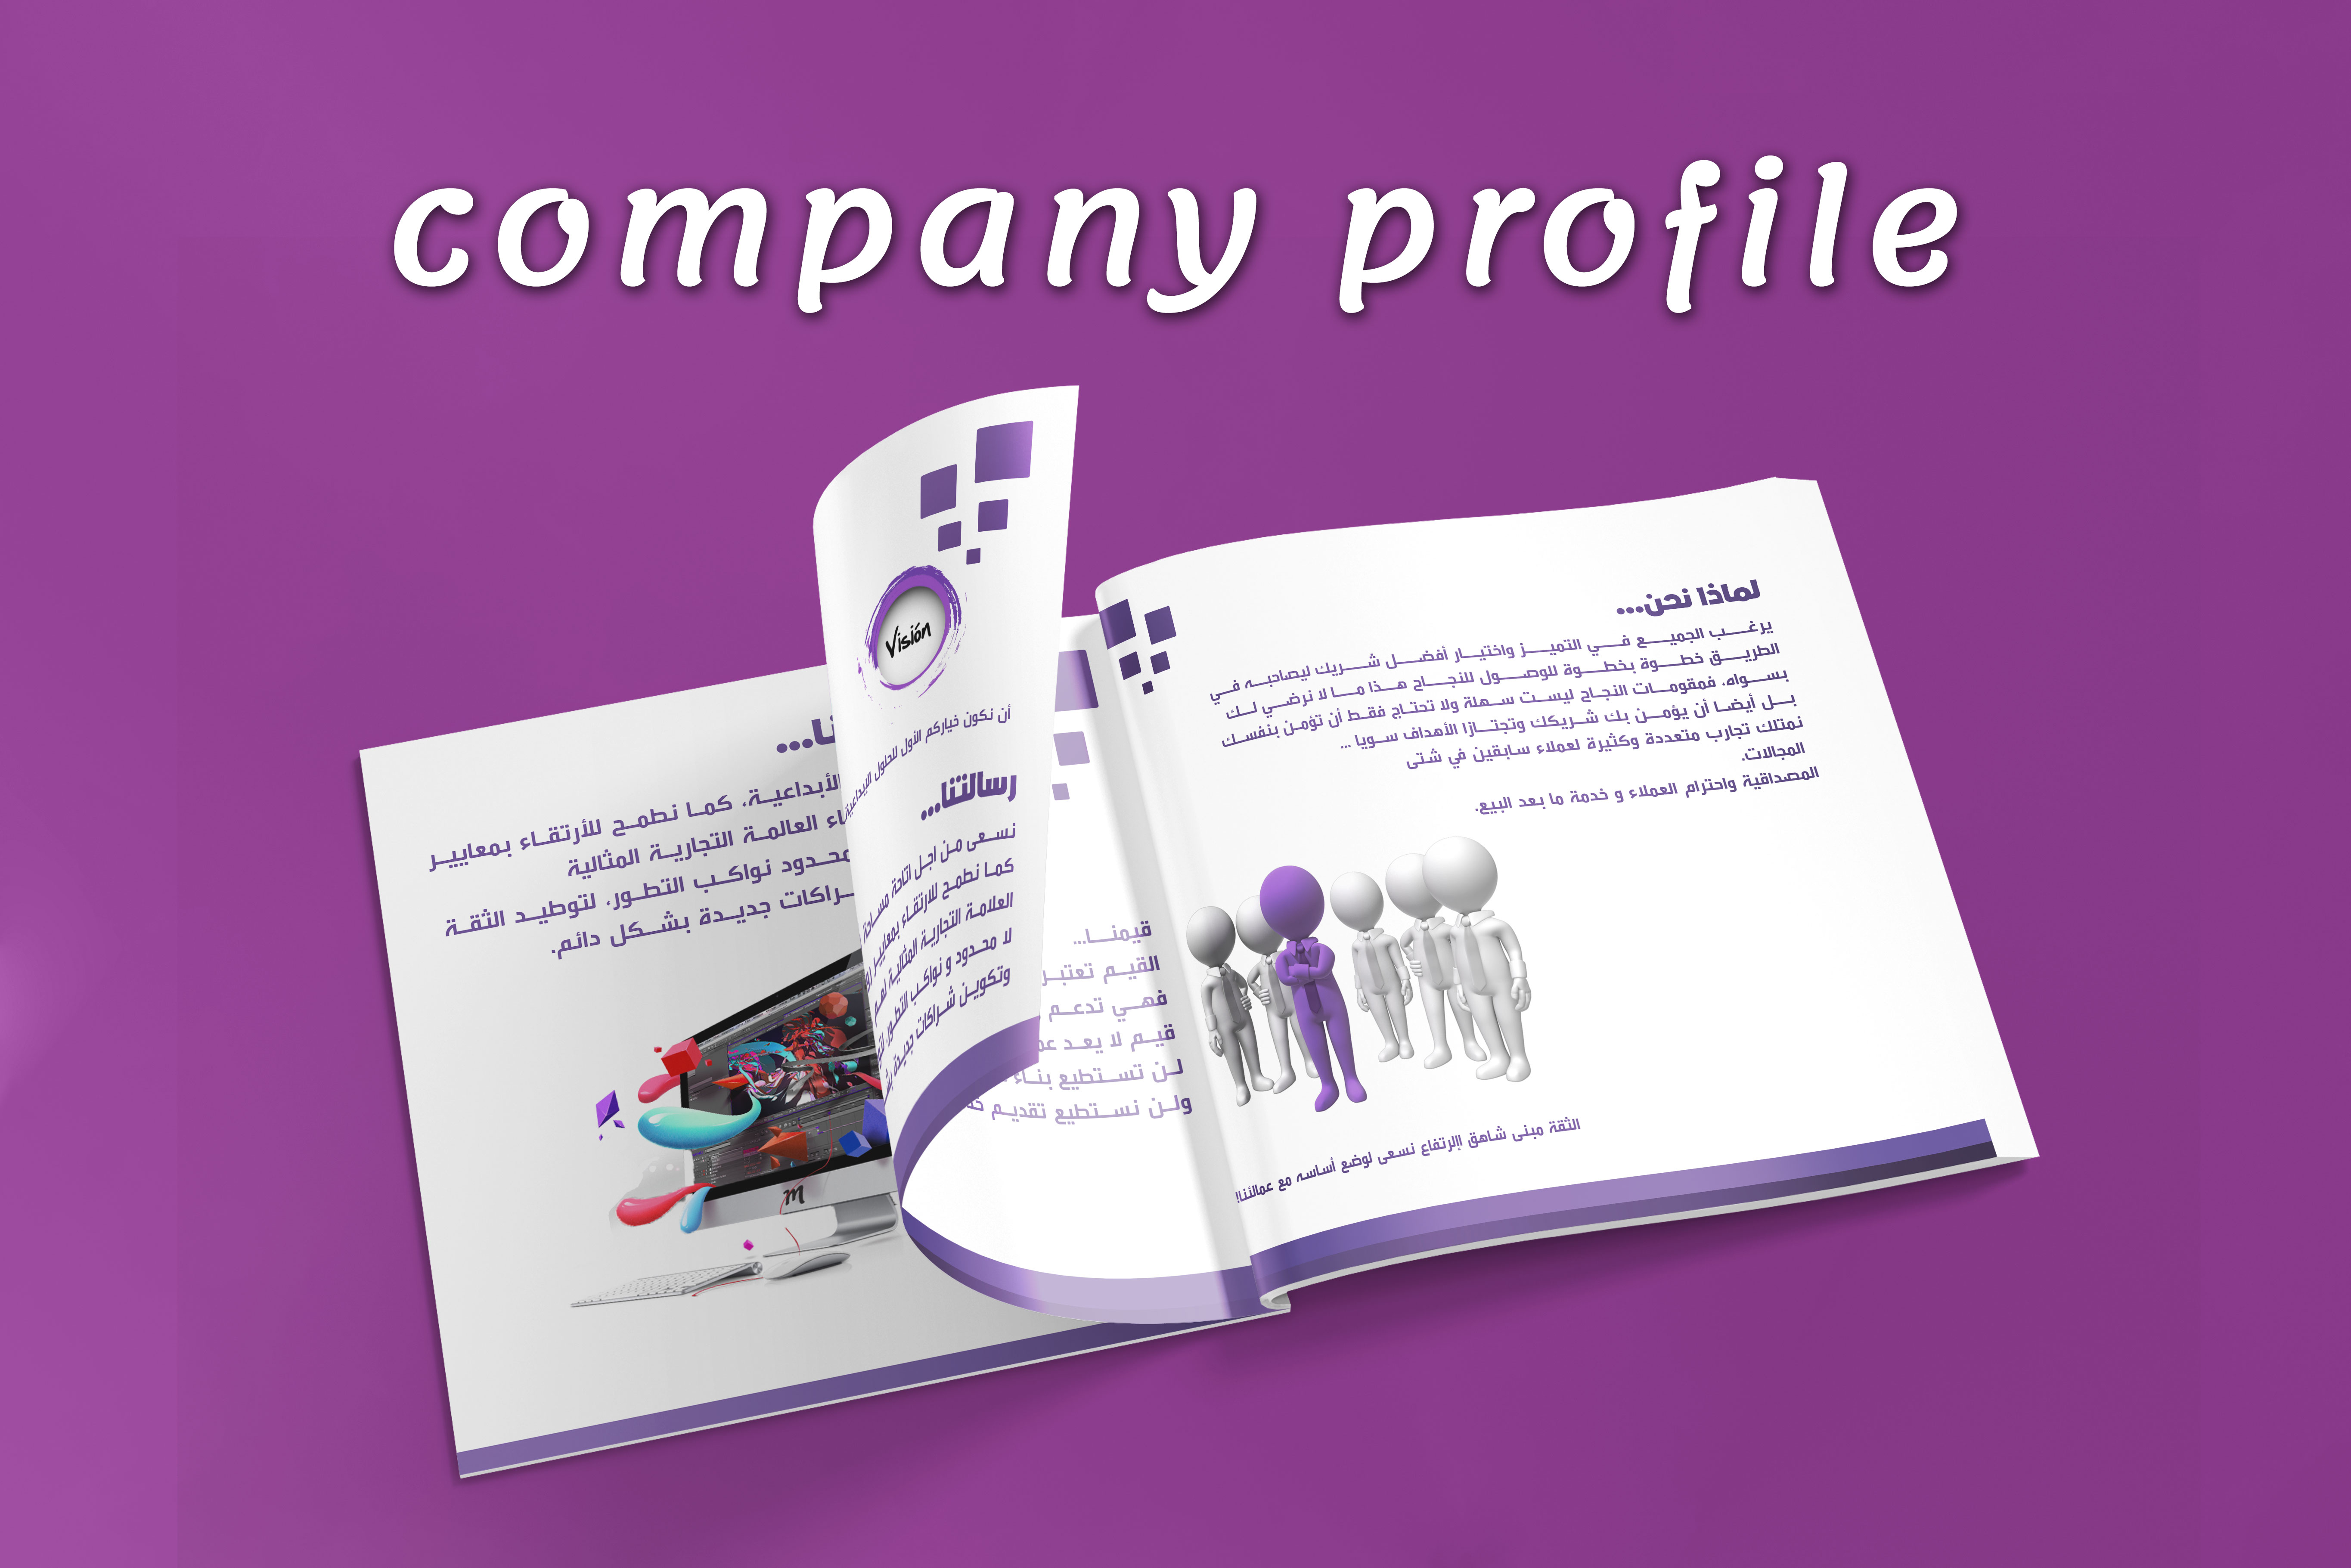 company profile
لماذا نحن...
يرغب الجميع في التميز واختيار أفضل شريك ليصاحبه في
الطريق خطوة بخطوة للوصول للنجاح هذا ما لا نرضي لك
بسواه، فمقومات النجاح ليست سهلة ولا تحتاج فقط أن تؤمن بنفسك
بل أيضا أن يؤمن بك شريكك وتجتازا الأهداف سويا ...
نمتلك تجارب متعددة وكثيرة لعملاء سابقين في شتى
المجالات.
المصداقية واحترام العملاء و خدمة ما بعد البيع.
الثقة مبنى شاهق الإرتفاع نسعى لوضع أساسه مع عمالئنا!
قيمنا...
القيم تعتبر
فهي تدعم
قيم لا يعد
لن تستطيع بناء
ولن نستطيع تقديم
Visión
أن نكون خياركم الأول للحلول الإبداعية
رسالتنا...
نسعى من اجل اتاحة مساحة
كما نطمح للارتقاء بمعايير
العلامة التجارية المثالية
لا محدود و نواكب التطور،
وتكوين شراكات جديدة
الأبداعية، كما نطمح للأرتقاء بمعايير
العالمة التجارية المثالية
محدود نواكب التطور، لتوطيد الثقة
جديدة بشكل دائم.
m